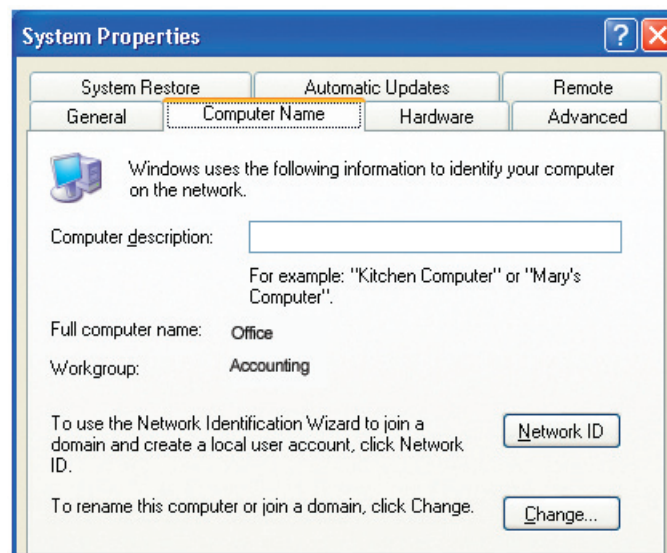 System Properties
System Restore Automatic Updates Remote
General Computer Name Hardware Advanced
Windows uses the following information to identify your computer
on the network.
Computer description:
For example: "Kitchen Computer" or "Mary's
Computer".
Full computer name: Office
Workgroup: Accounting
To use the Network Identification Wizard to join a
domain and create a local user account, click Network
ID.
Network ID
To rename this computer or join a domain, click Change.
Change...